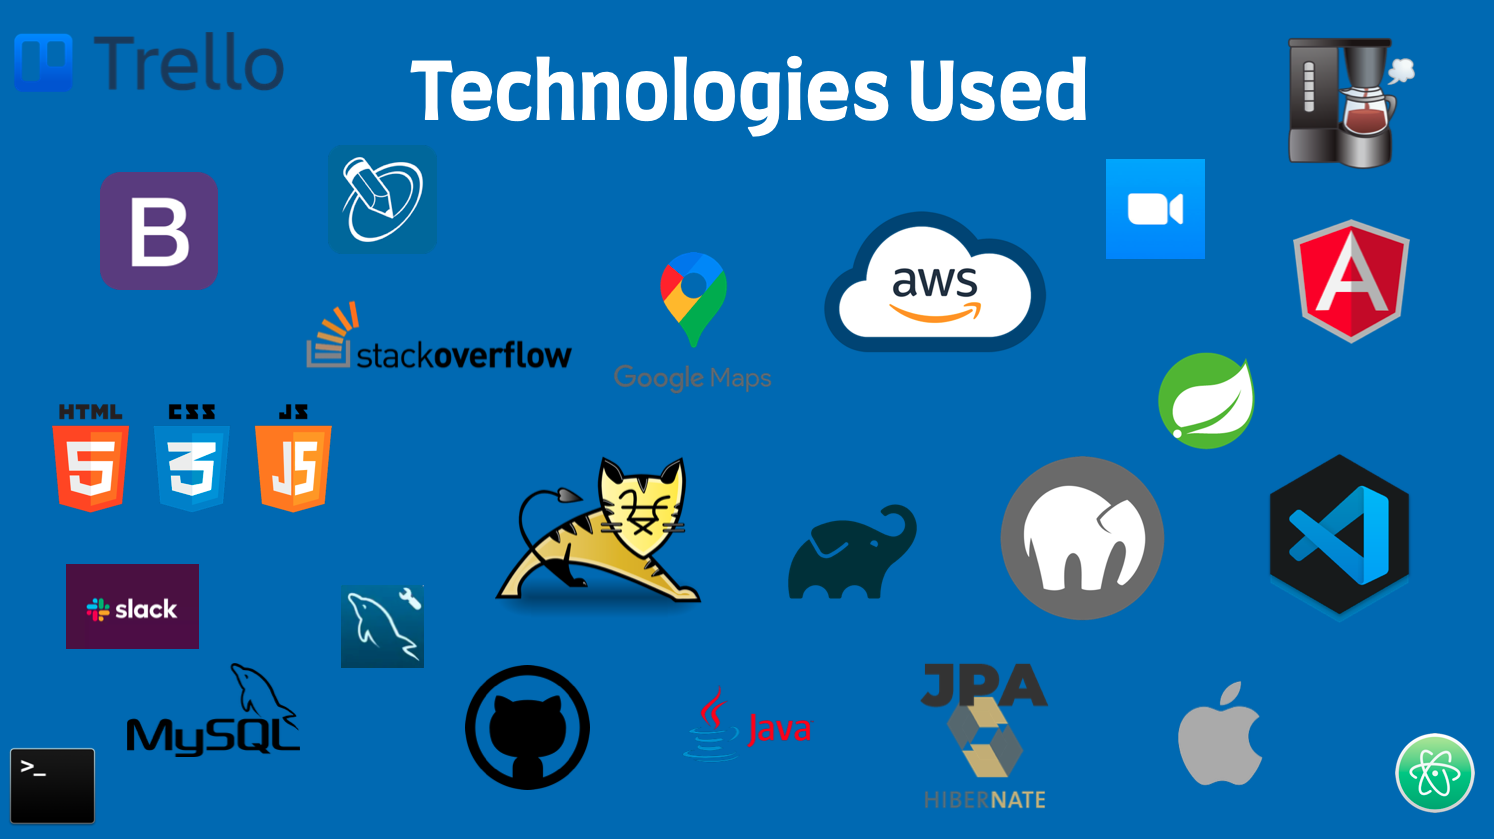 Trello
Technologies Used
B
aws
A
stackoverflow
Google Maps
HTML CSS JS
5 3 JS
slack
MySQL
JPA
Java
HIBERNATE
>_